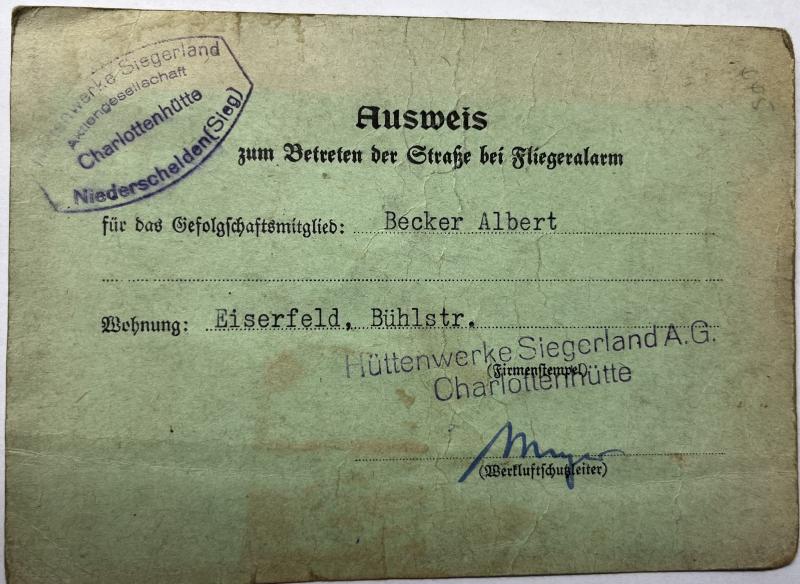 Hüttenwerke Siegerland
Aktiengesellschaft
Charlottenhütte
Niederschelden (Sieg)
Ausweis
zum Betreten der Straße bei Fliegeralarm
für das Gefolgschaftsmitglied: Becker Albert
Wohnung: Eiserfeld, Bühlstr.
Hüttenwerke Siegerland A.G.
(Firmenstempel)
Charlottenhütte
(Werkluftschutzleiter)